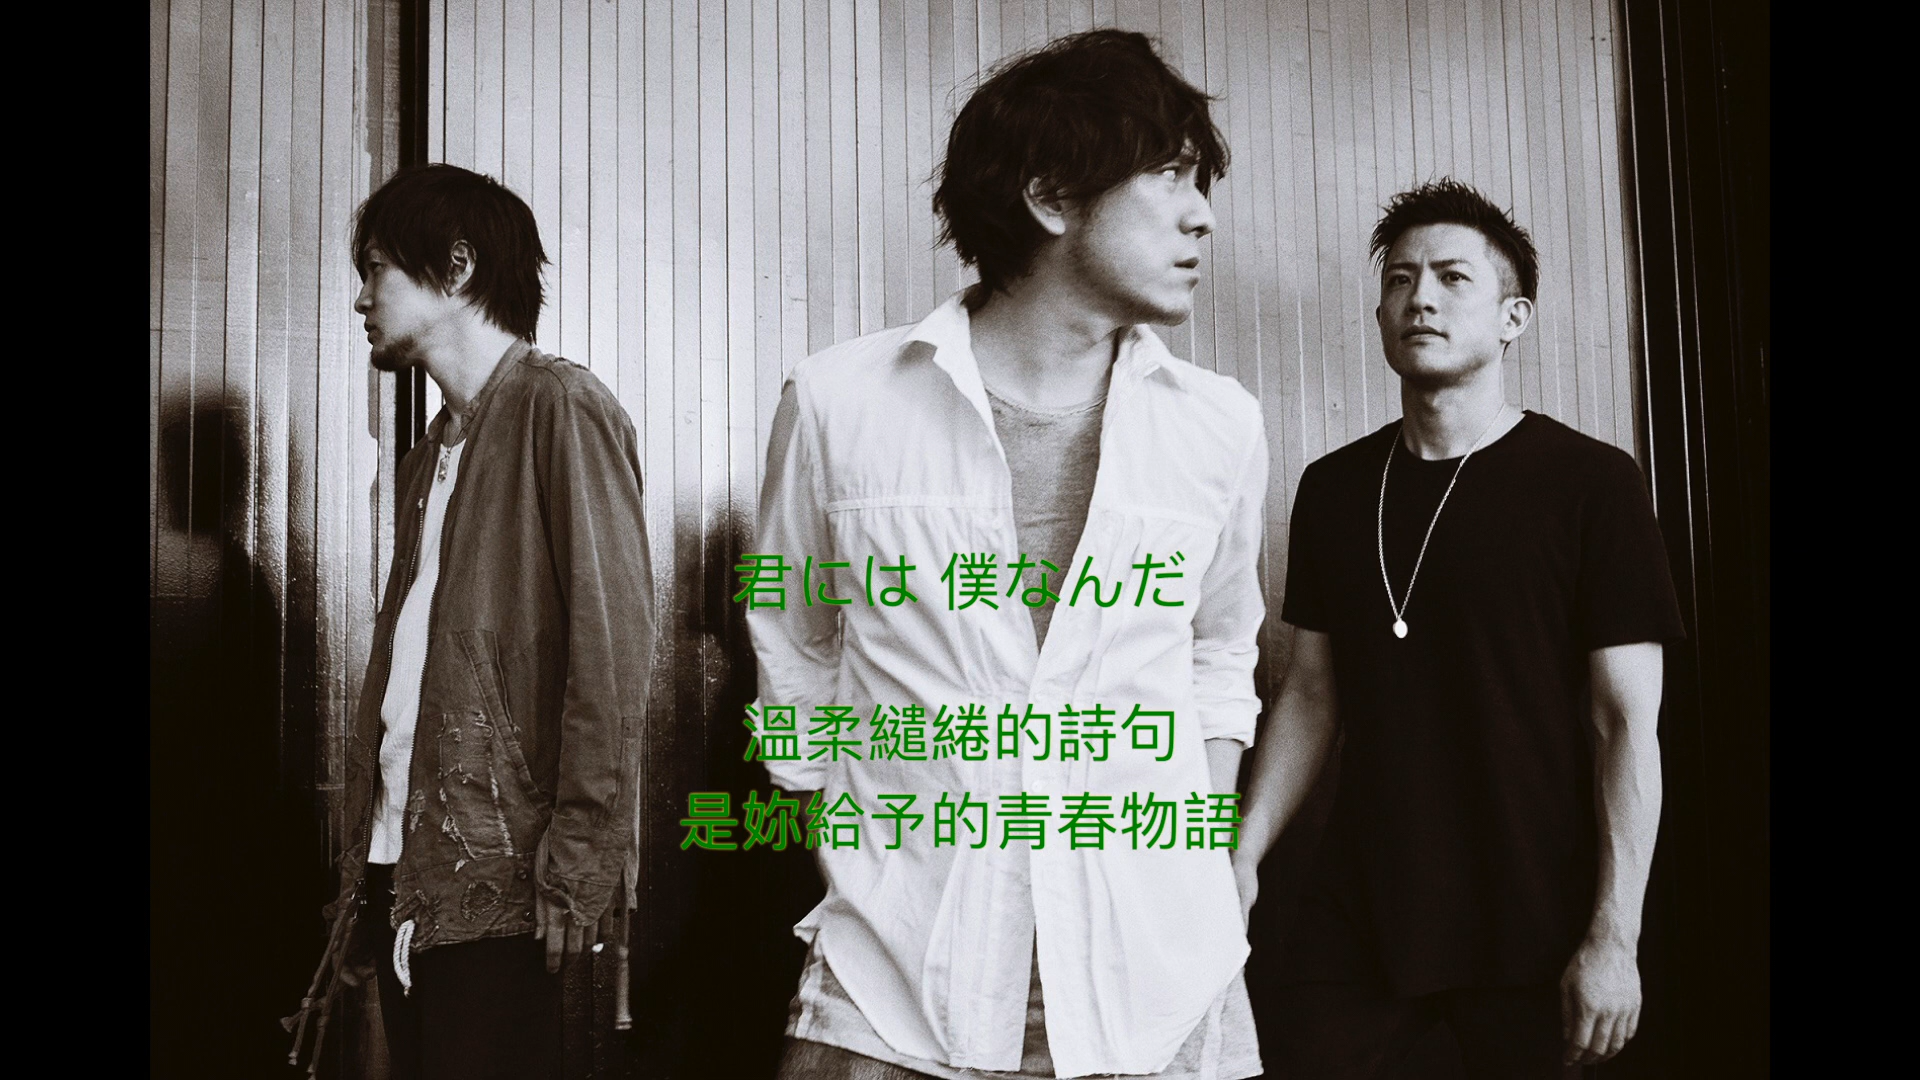 君には 僕なんだ
溫柔繾綣的詩句
是妳給予的青春物語